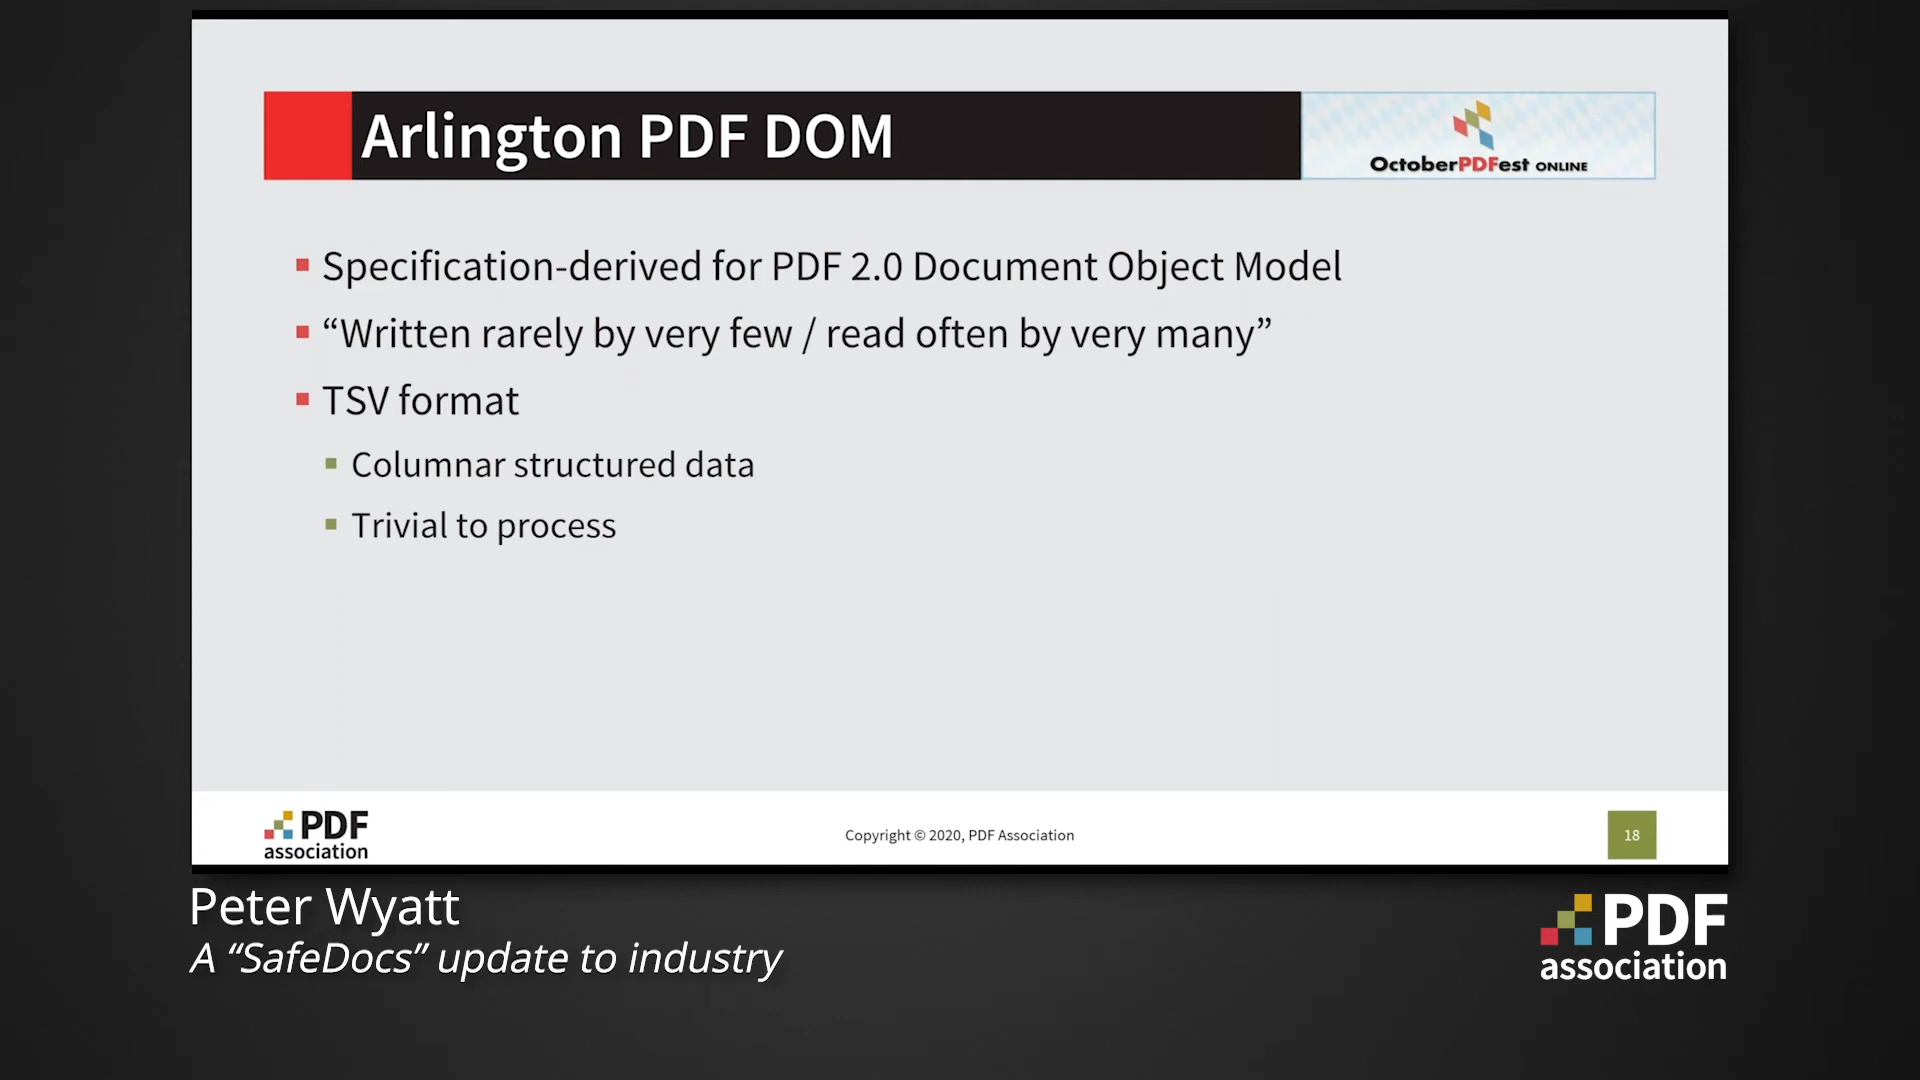 Arlington PDF DOM
OctoberPDFest ONLINE
Specification-derived for PDF 2.0 Document Object Model
“Written rarely by very few / read often by very many”
TSV format
Columnar structured data
Trivial to process
PDF
association
Copyright © 2020, PDF Association
18
Peter Wyatt
A “SafeDocs” update to industry
PDF
association